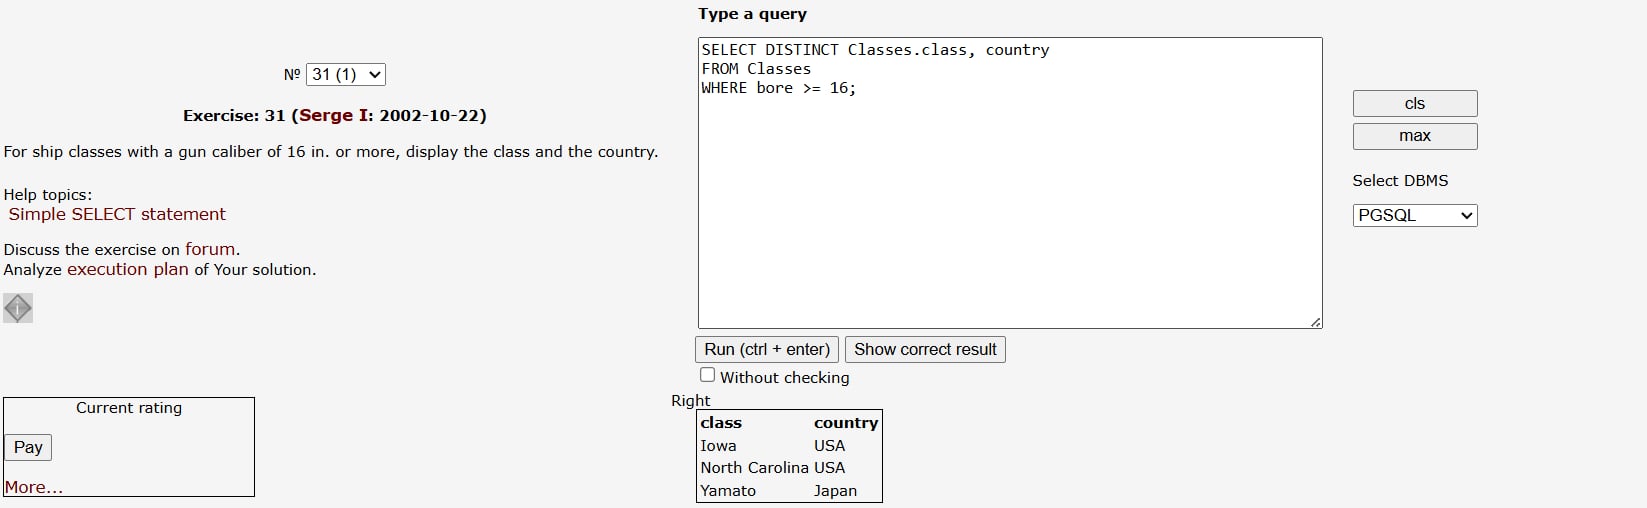 Type a query
SELECT DISTINCT Classes.class, country
FROM Classes
WHERE bore >= 16;
№ 31 (1)
Exercise: 31 (Serge I: 2002-10-22)
For ship classes with a gun caliber of 16 in. or more, display the class and the country.
Help topics:
Simple SELECT statement
Discuss the exercise on forum.
Analyze execution plan of Your solution.
i
cls
max
Select DBMS
PGSQL
Run (ctrl + enter) Show correct result
Without checking
Current rating
Pay
More...
Right
class country
Iowa USA
North Carolina USA
Yamato Japan